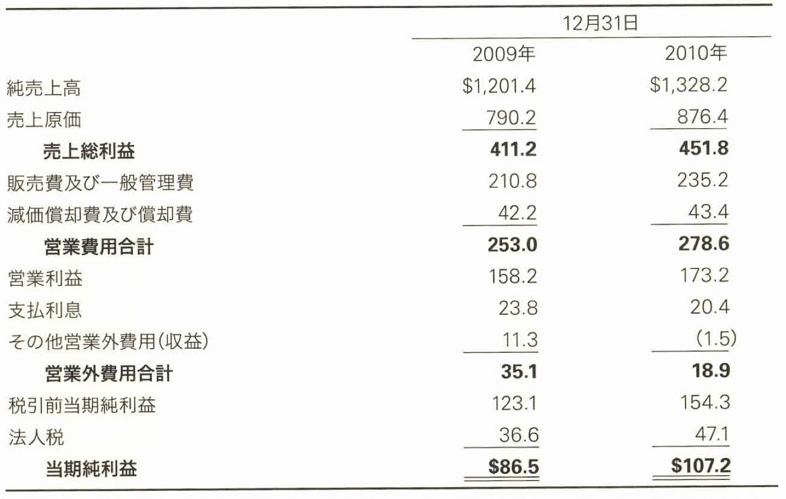 12月31日
2009年 2010年
純売上高 $1,201.4 $1,328.2
売上原価 790.2 876.4
売上総利益 411.2 451.8
販売費及び一般管理費 210.8 235.2
減価償却費及び償却費 42.2 43.4
営業費用合計 253.0 278.6
営業利益 158.2 173.2
支払利息 23.8 20.4
その他営業外費用(収益) 11.3 (1.5)
営業外費用合計 35.1 18.9
税引前当期純利益 123.1 154.3
法人税 36.6 47.1
当期純利益 $86.5 $107.2